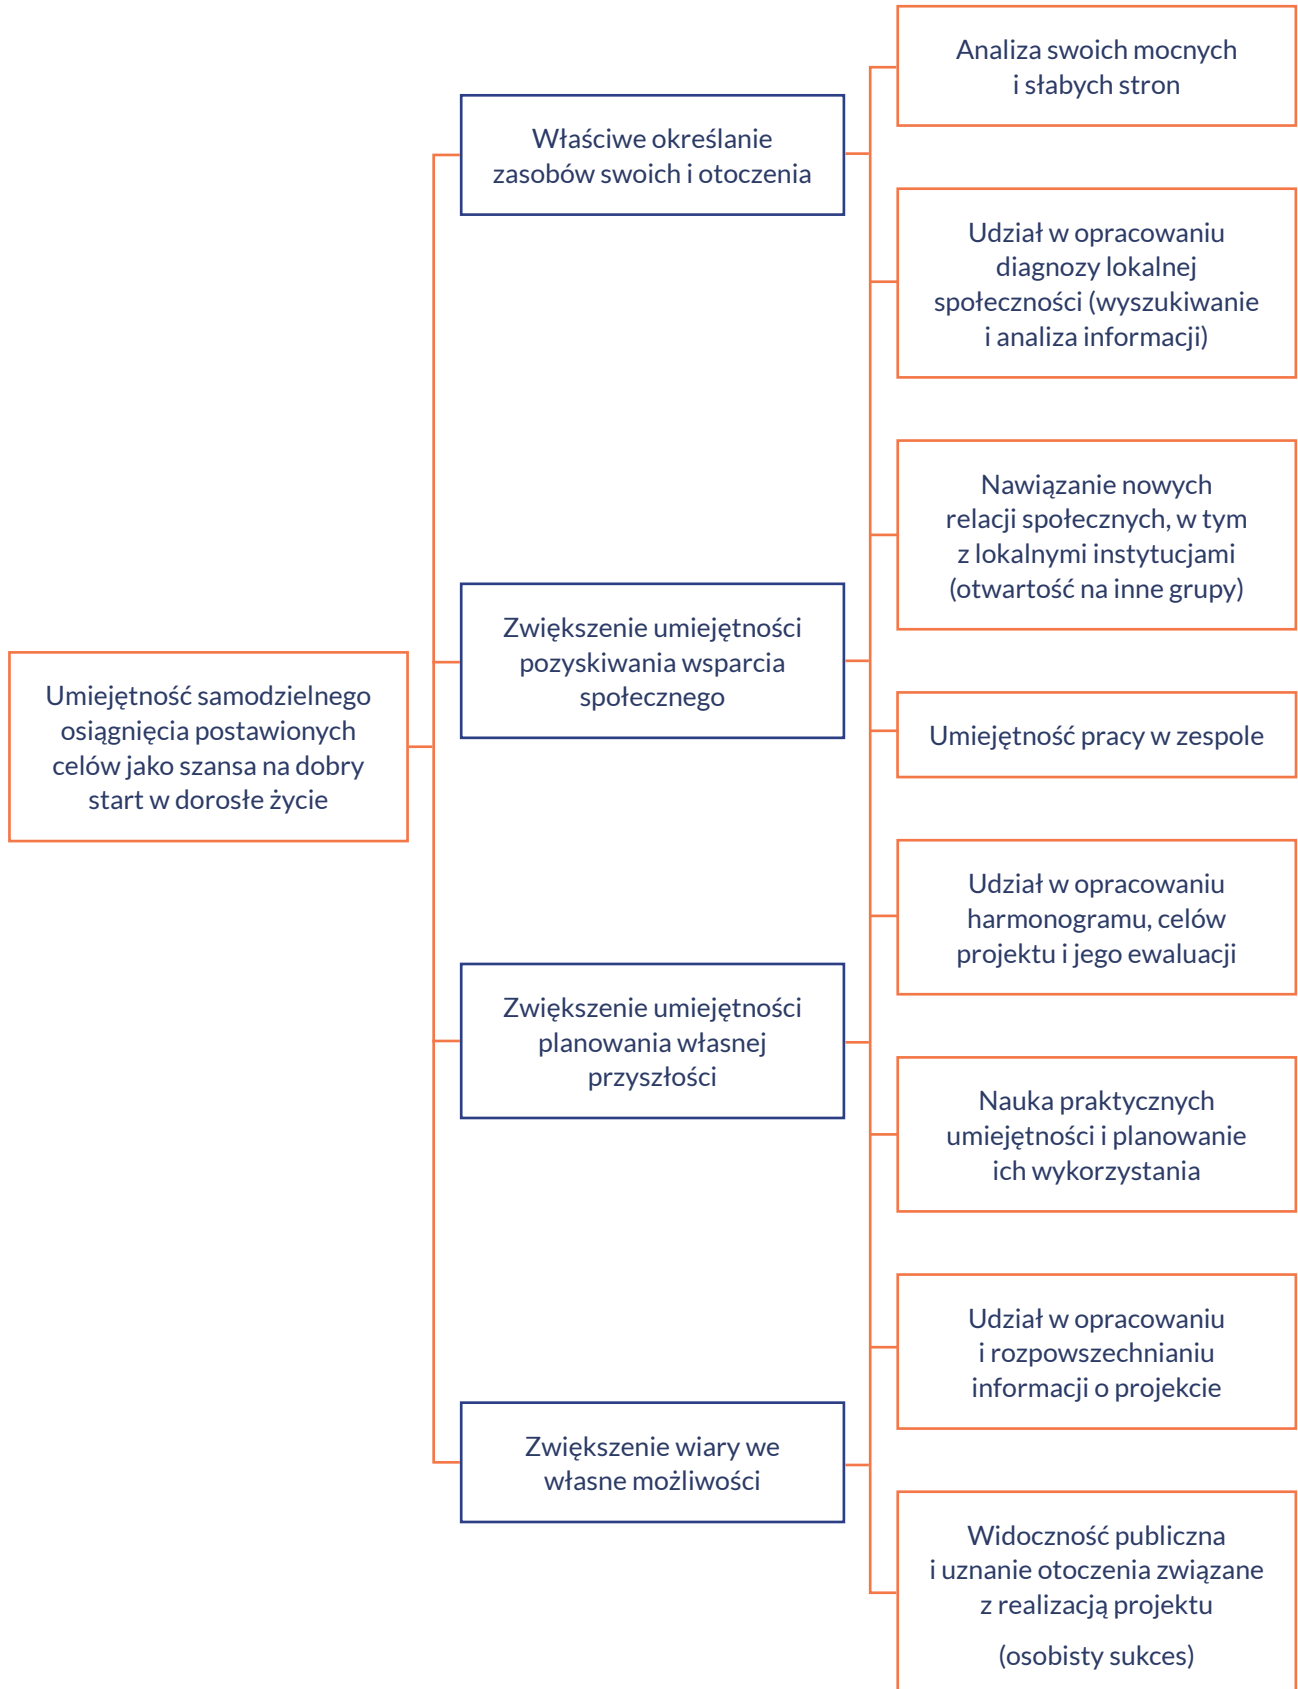 Umiejętność samodzielnego
osiągnięcia postawionych
celów jako szansa na dobry
start w dorosłe życie
Właściwe określanie
zasobów swoich i otoczenia
Zwiększenie umiejętności
pozyskiwania wsparcia
społecznego
Zwiększenie umiejętności
planowania własnej
przyszłości
Zwiększenie wiary we
własne możliwości
Analiza swoich mocnych
i słabych stron
Udział w opracowaniu
diagnozy lokalnej
społeczności (wyszukiwanie
i analiza informacji)
Nawiązanie nowych
relacji społecznych, w tym
z lokalnymi instytucjami
(otwartość na inne grupy)
Umiejętność pracy w zespole
Udział w opracowaniu
harmonogramu, celów
projektu i jego ewaluacji
Nauka praktycznych
umiejętności i planowanie
ich wykorzystania
Udział w opracowaniu
i rozpowszechnianiu
informacji o projekcie
Widoczność publiczna
i uznanie otoczenia związane
z realizacją projektu
(osobisty sukces)